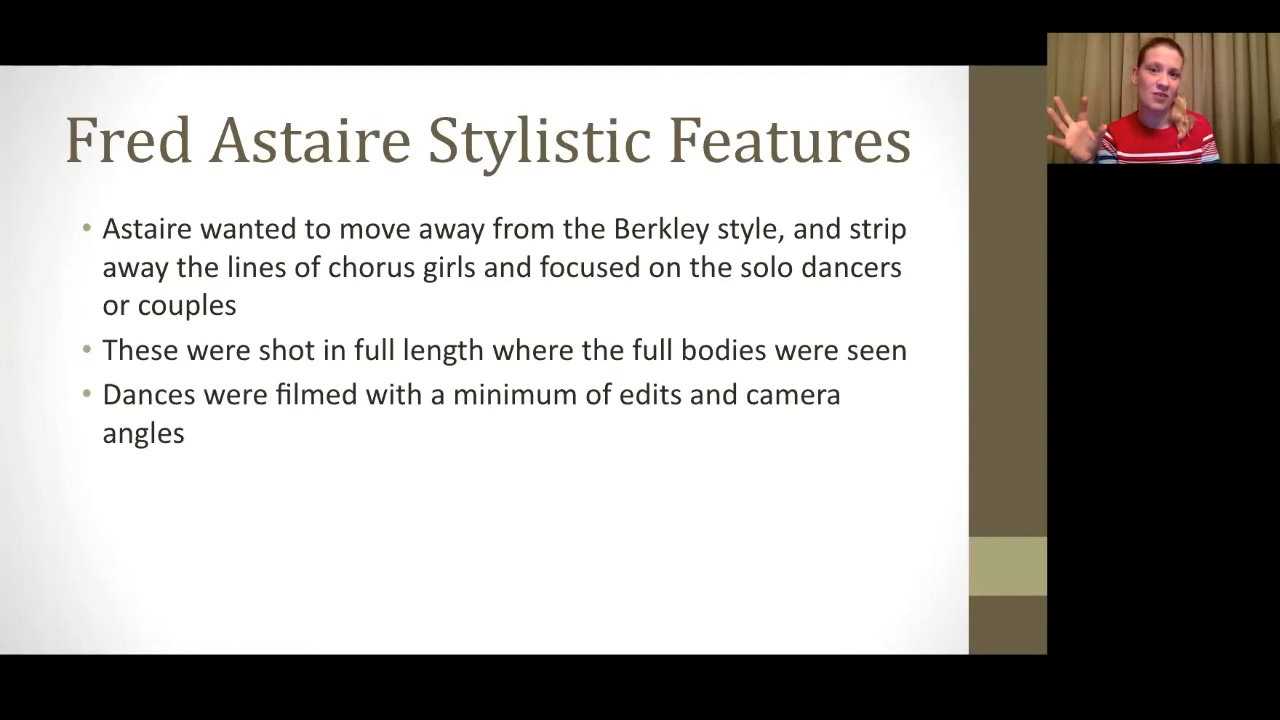 Fred Astaire Stylistic Features
• Astaire wanted to move away from the Berkley style, and strip
away the lines of chorus girls and focused on the solo dancers
or couples
• These were shot in full length where the full bodies were seen
• Dances were filmed with a minimum of edits and camera
angles